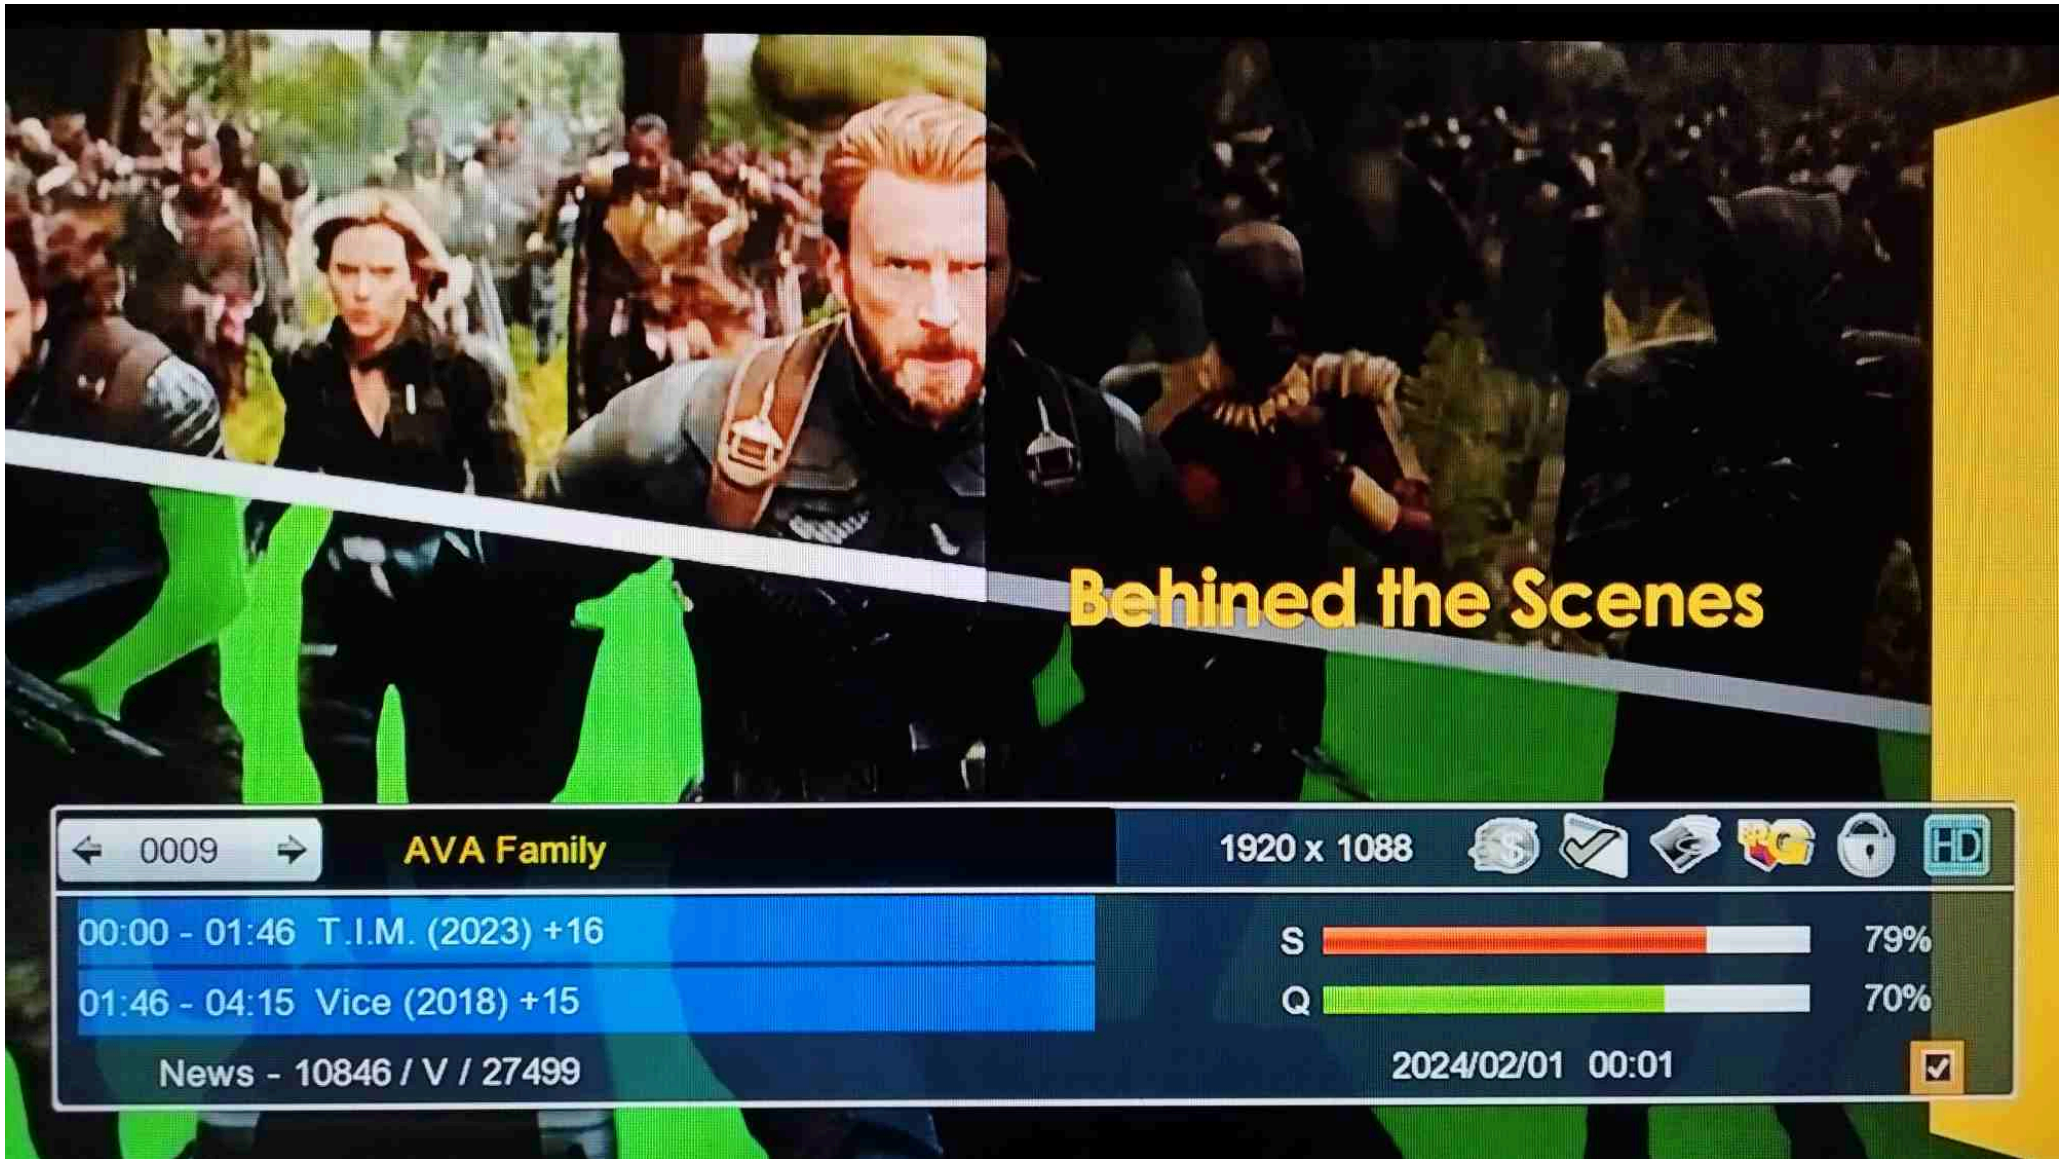 Behined the Scenes
0009
AVA Family
1920 x 1088
HD
00:00 - 01:46 T.I.M. (2023) +16
S
79%
01:46 - 04:15 Vice (2018) +15
Q
70%
News - 10846 / V / 27499
2024/02/01 00:01